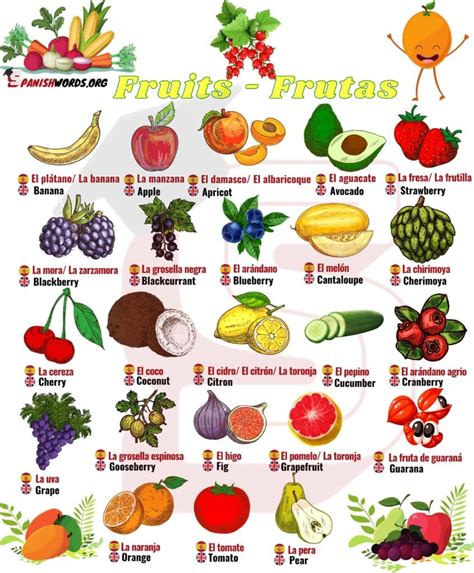 SPANISHWORDS.ORG
Fruits - Frutas
El plátano/ La banana
Banana
La manzana
Apple
El damasco/ El albaricoque
Apricot
El aguacate
Avocado
La fresa/ La frutilla
Strawberry
La mora/ La zarzamora
Blackberry
La grosella negra
Blackcurrant
El arándano
Blueberry
El melón
Cantaloupe
La chirimoya
Cherimoya
La cereza
Cherry
El coco
Coconut
El cidro/ El citrón/ La toronja
Citron
El pepino
Cucumber
El arándano agrio
Cranberry
La uva
Grape
La grosella espinosa
Gooseberry
El higo
Fig
El pomelo/ La toronja
Grapefruit
La fruta de guaraná
Guarana
La naranja
Orange
El tomate
Tomato
La pera
Pear